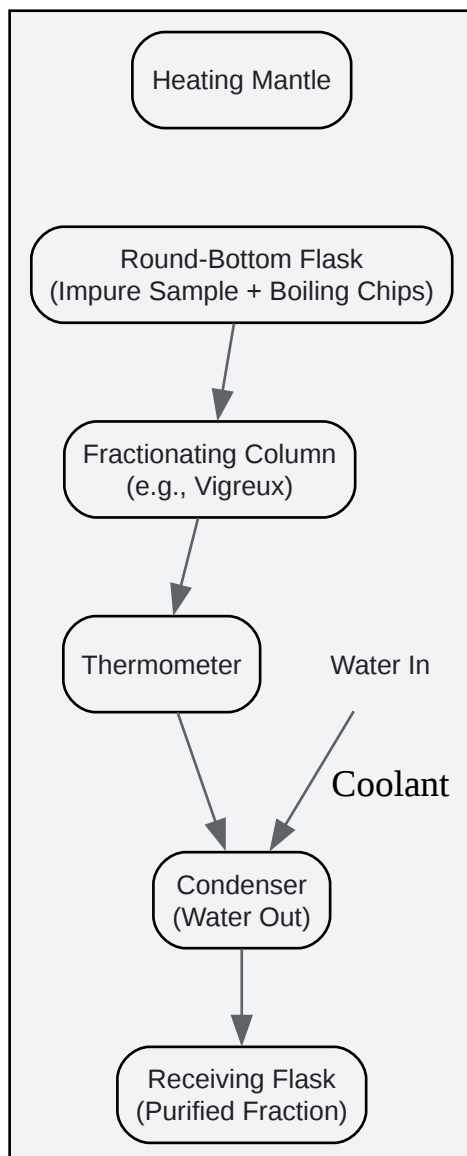 Heating Mantle
Round-Bottom Flask
(Impure Sample + Boiling Chips)
Fractionating Column
(e.g., Vigreux)
Thermometer
Water In
Coolant
Condenser
(Water Out)
Receiving Flask
(Purified Fraction)